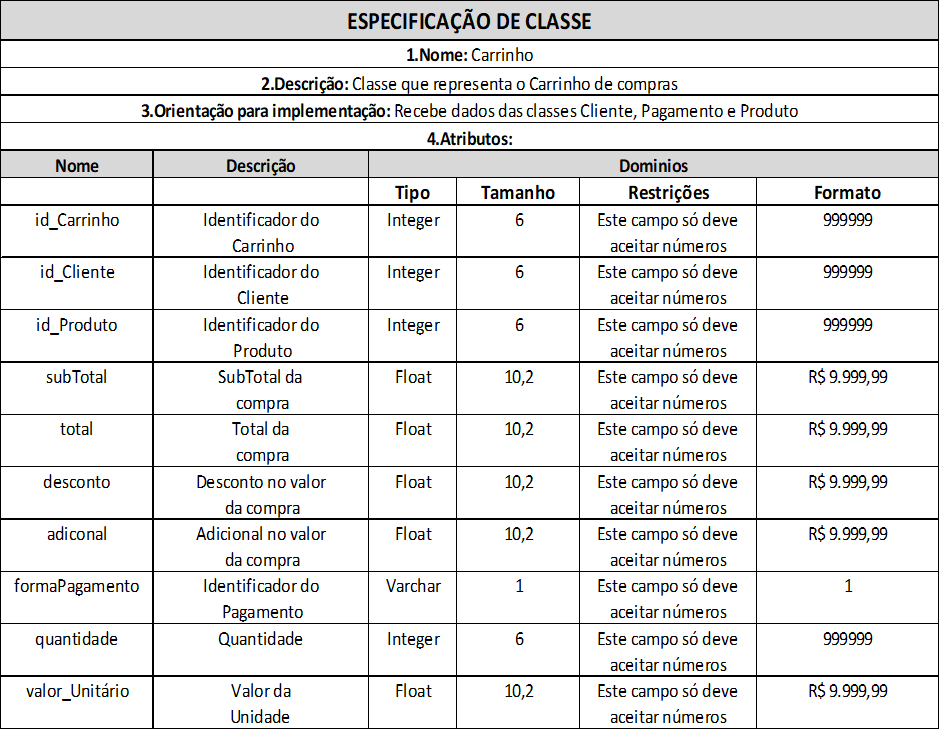 ESPECIFICAÇÃO DE CLASSE
1.Nome: Carrinho
2.Descrição: Classe que representa o Carrinho de compras
3.Orientação para implementação: Recebe dados das classes Cliente, Pagamento e Produto
4.Atributos:
Nome Descrição Dominios
Tipo Tamanho Restrições Formato
id_Carrinho Identificador do Integer 6 Este campo só deve 999999
Carrinho aceitar números
id_Cliente Identificador do Integer 6 Este campo só deve 999999
Cliente aceitar números
id_Produto Identificador do Integer 6 Este campo só deve 999999
Produto aceitar números
subTotal SubTotal da Float 10,2 Este campo só deve R$ 9.999,99
compra aceitar números
total Total da Float 10,2 Este campo só deve R$ 9.999,99
compra aceitar números
desconto Desconto no valor Float 10,2 Este campo só deve R$ 9.999,99
da compra aceitar números
adiconal Adicional no valor Float 10,2 Este campo só deve R$ 9.999,99
da compra aceitar números
formaPagamento Identificador do Varchar 1 Este campo só deve 1
Pagamento aceitar números
quantidade Quantidade Integer 6 Este campo só deve 999999
aceitar números
valor_Unitário Valor da Float 10,2 Este campo só deve R$ 9.999,99
Unidade aceitar números